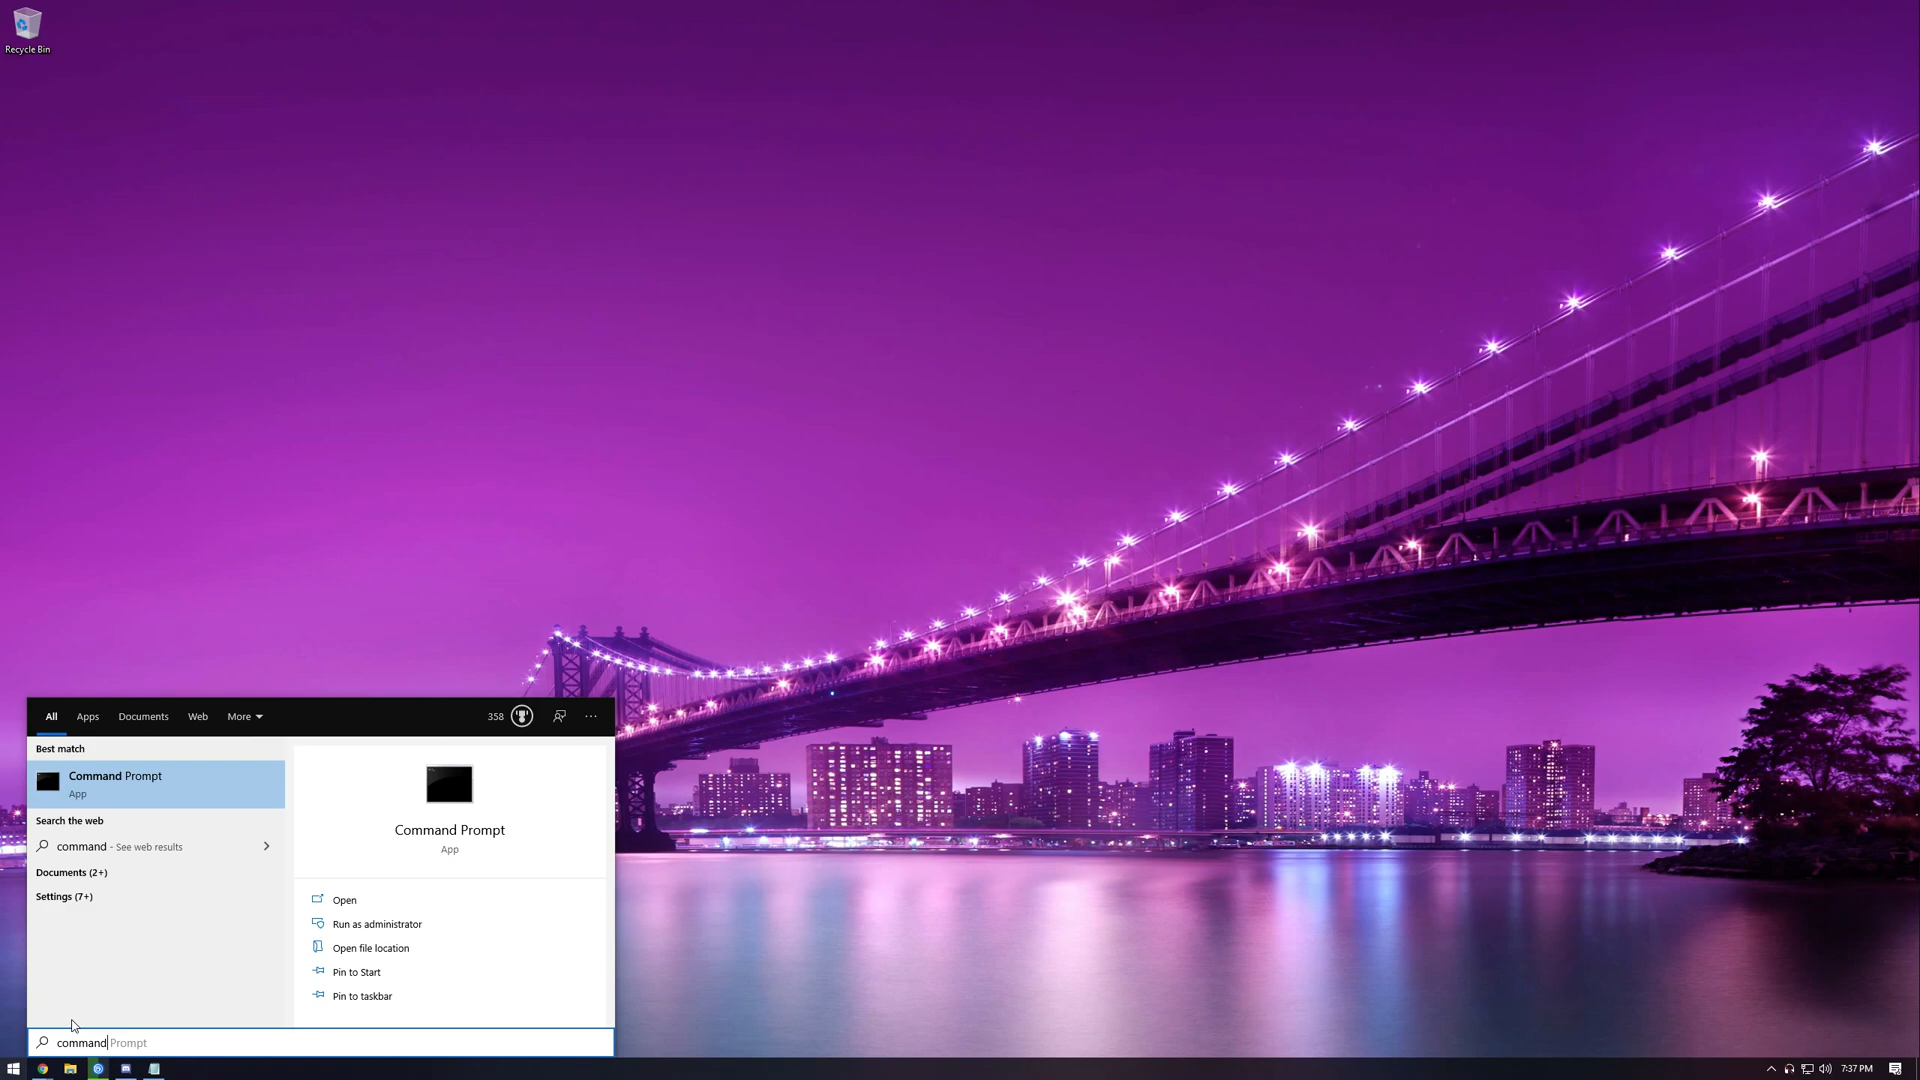 Recycle Bin
All Apps Documents Web More 358 ...
Best match
Command Prompt
App
Search the web
command - See web results
Documents (2+)
Settings (7+)
Command Prompt
App
Open
Run as administrator
Open file location
Pin to Start
Pin to taskbar
command Prompt
7:37 PM